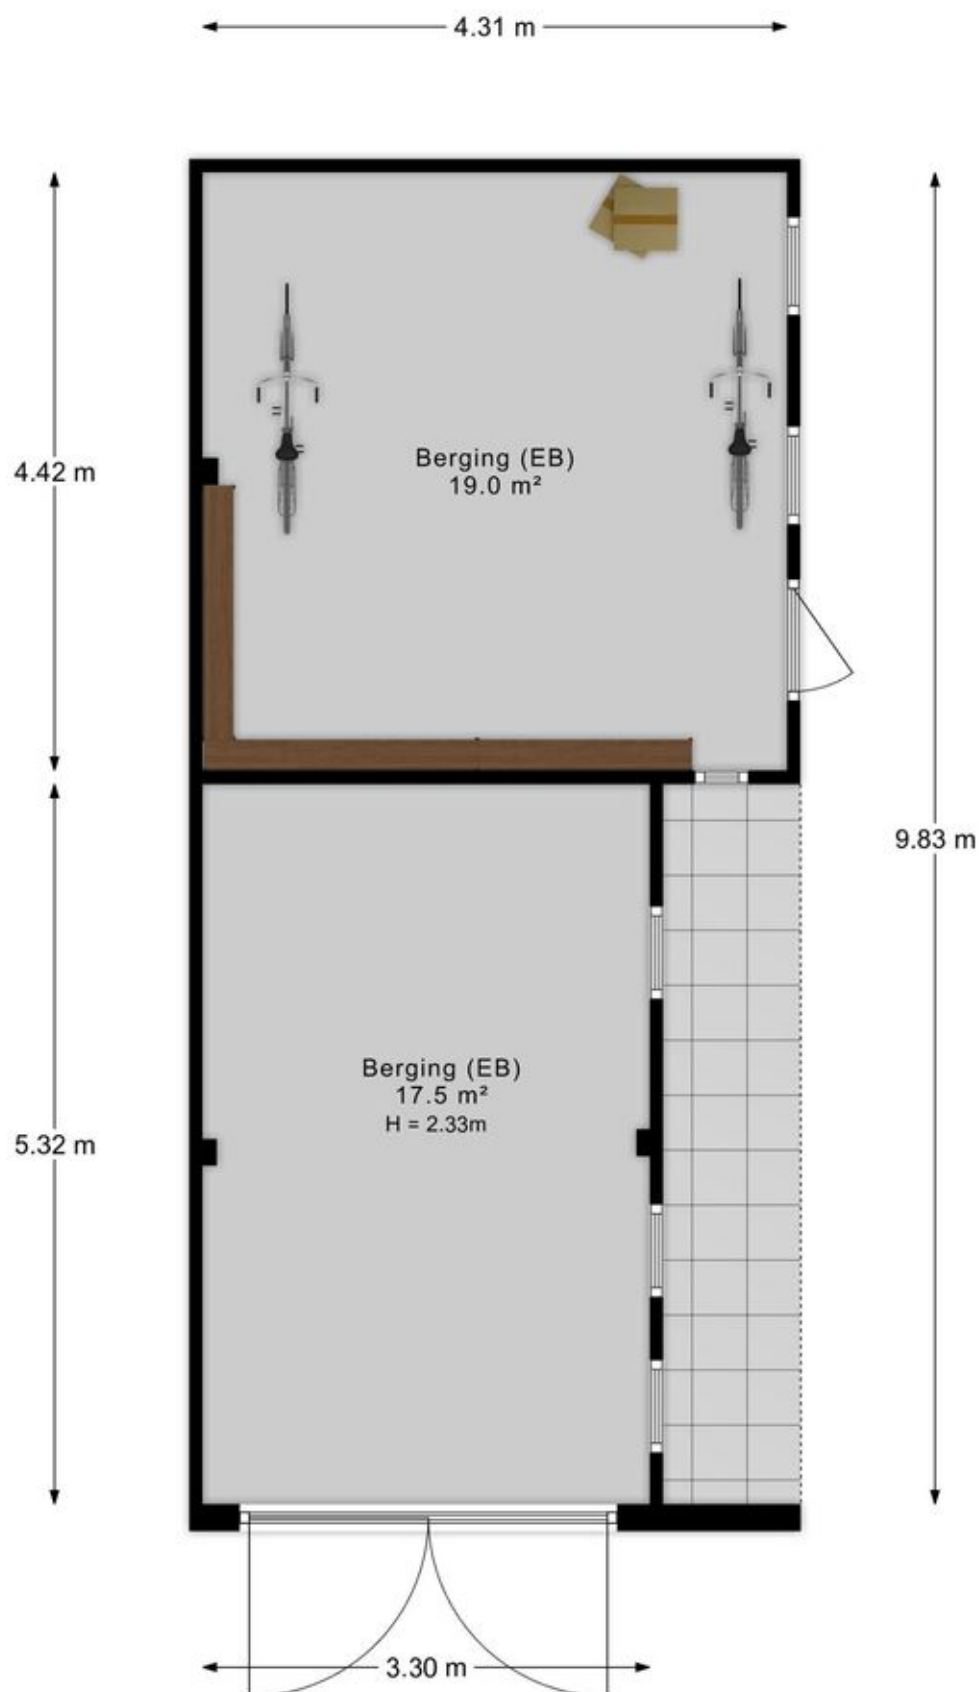 4.31 m
4.42 m
Berging (EB)
19.0 m²
9.83 m
Berging (EB)
17.5 m²
H = 2.33m
5.32 m
3.30 m